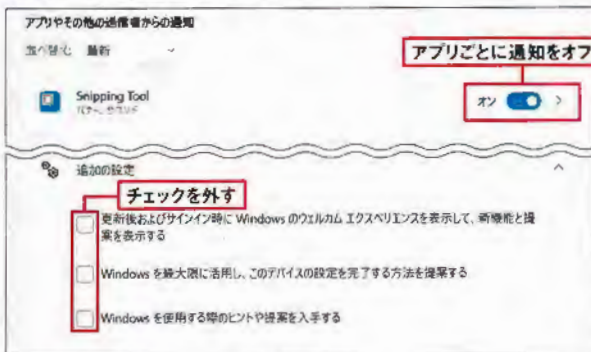 アプリやその他の送信者からの通知
並べ替え: 最新
アプリごとに通知をオフ
Snipping Tool
オン
バナー, サウンド
追加の設定
チェックを外す
更新後およびサインイン時に Windows のウェルカム エクスペリエンスを表示して、新機能と提
案を表示する
Windows を最大限に活用し、このデバイスの設定を完了する方法を提案する
Windows を使用する際のヒントや提案を入手する